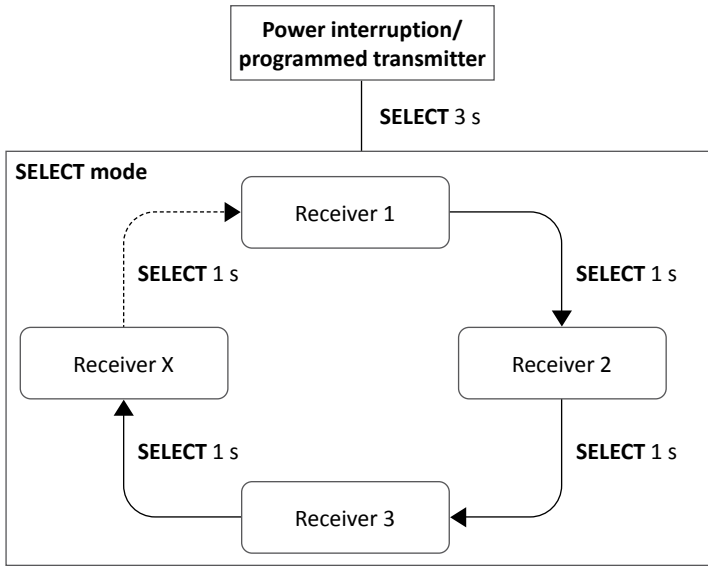 Power interruption/
programmed transmitter
SELECT 3 s
SELECT mode
Receiver 1
SELECT 1 s
SELECT 1 s
Receiver X
Receiver 2
SELECT 1 s
SELECT 1 s
Receiver 3